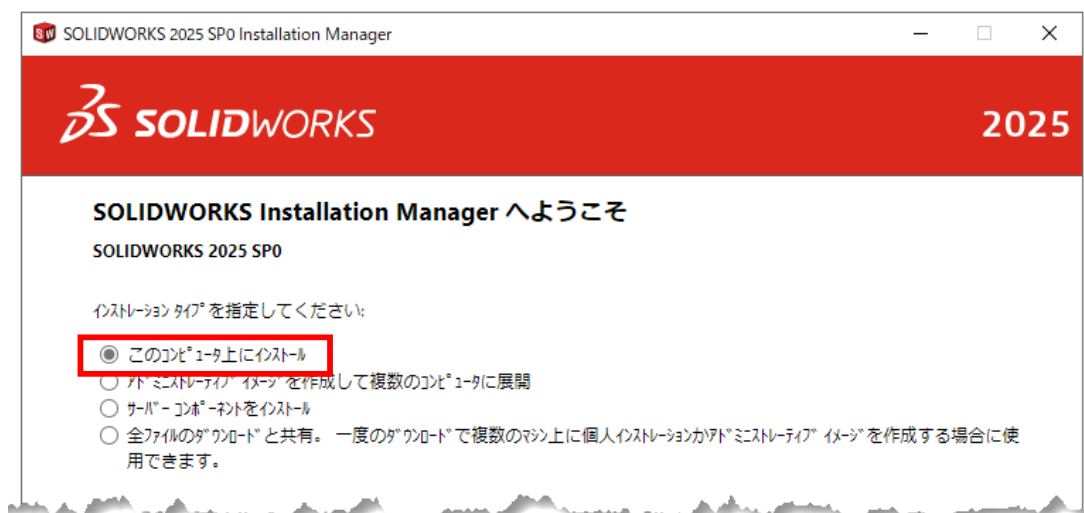 SOLIDWORKS 2025 SP0 Installation Manager
SOLIDWORKS
2025
SOLIDWORKS Installation Manager へようこそ
SOLIDWORKS 2025 SP0
ｲﾝｽﾄﾚｰｼｮﾝ ﾀｲﾌﾟを指定してください:
このｺﾝﾋﾟｭｰﾀ上にｲﾝｽﾄｰﾙ
ｱﾄﾞﾐﾆｽﾄﾚｰﾃｨﾌﾞ ｲﾒｰｼﾞを作成して複数のｺﾝﾋﾟｭｰﾀに展開
ｻｰﾊﾞｰ ｺﾝﾎﾟｰﾈﾝﾄをｲﾝｽﾄｰﾙ
全ﾌｧｲﾙのﾀﾞｳﾝﾛｰﾄﾞと共有。 一度のﾀﾞｳﾝﾛｰﾄﾞで複数のﾏｼﾝ上に個人ｲﾝｽﾄﾚｰｼｮﾝかｱﾄﾞﾐﾆｽﾄﾚｰﾃｨﾌﾞ ｲﾒｰｼﾞを作成する場合に使
用できます。